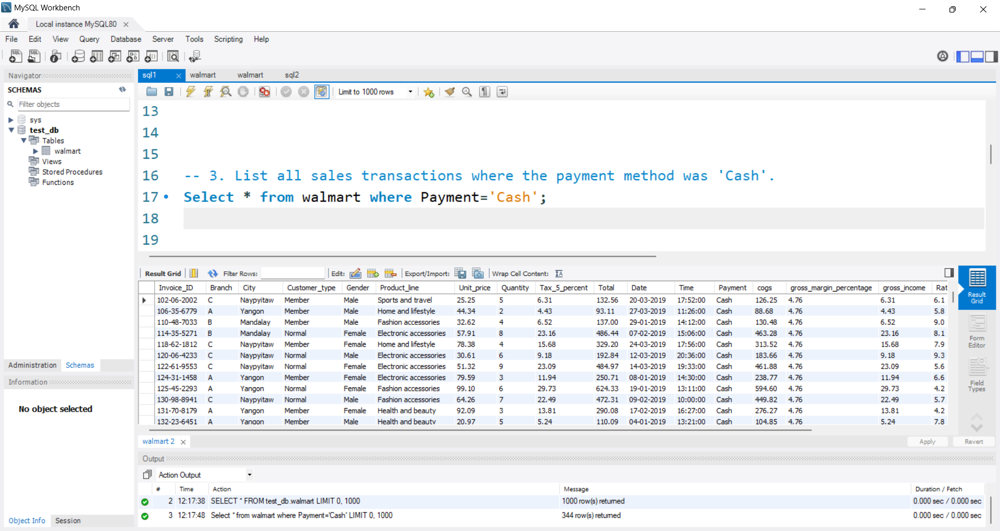 MySQL Workbench
Local instance MySQL80
File Edit View Query Database Server Tools Scripting Help
Navigator
SCHEMAS
Filter objects
sys
test_db
Tables
walmart
Views
Stored Procedures
Functions
Administration Schemas
Information
No object selected
Object Info Session
sql1 walmart walmart sql2
Limit to 1000 rows
13
14
15
16 -- 3. List all sales transactions where the payment method was 'Cash'.
17 Select * from walmart where Payment='Cash';
18
19
Result Grid Filter Rows: Edit: Export/Import: Wrap Cell Content:
Invoice_ID Branch City Customer_type Gender Product_line Unit_price Quantity Tax_5_percent Total Date Time Payment cogs gross_margin_percentage gross_income Rat
102-06-2002 C Naypyitaw Member Male Sports and travel 25.25 5 6.31 132.56 20-03-2019 17:52:00 Cash 126.25 4.76 6.31 6.1
106-35-6779 A Yangon Member Male Home and lifestyle 44.34 2 4.43 93.11 27-03-2019 11:26:00 Cash 88.68 4.76 4.43 5.8
110-48-7033 B Mandalay Member Male Fashion accessories 32.62 4 6.52 137.00 29-01-2019 14:12:00 Cash 130.48 4.76 6.52 9.0
114-35-5271 B Mandalay Normal Female Electronic accessories 57.91 8 23.16 486.44 07-02-2019 15:06:00 Cash 463.28 4.76 23.16 8.1
118-62-1812 C Naypyitaw Member Female Home and lifestyle 78.38 4 15.68 329.20 24-03-2019 17:56:00 Cash 313.52 4.76 15.68 7.9
120-06-4233 C Naypyitaw Normal Male Electronic accessories 30.61 6 9.18 192.84 12-03-2019 20:36:00 Cash 183.66 4.76 9.18 9.3
122-61-9553 C Naypyitaw Normal Female Electronic accessories 51.32 9 23.09 484.97 14-03-2019 19:33:00 Cash 461.88 4.76 23.09 5.6
124-31-1458 A Yangon Member Female Electronic accessories 79.59 3 11.94 250.71 08-01-2019 14:30:00 Cash 238.77 4.76 11.94 6.6
125-45-2293 A Yangon Normal Female Fashion accessories 99.10 6 29.73 624.33 19-01-2019 13:11:00 Cash 594.60 4.76 29.73 4.2
130-98-8941 C Naypyitaw Normal Male Fashion accessories 64.26 7 22.49 472.31 09-02-2019 10:00:00 Cash 449.82 4.76 22.49 5.7
131-70-8179 A Yangon Member Female Health and beauty 92.09 3 13.81 290.08 17-02-2019 16:27:00 Cash 276.27 4.76 13.81 4.2
132-23-6451 A Yangon Member Male Health and beauty 20.97 5 5.24 110.09 04-01-2019 13:21:00 Cash 104.85 4.76 5.24 7.8
Result
Grid
Form
Editor
Field
Types
walmart 2
Apply Revert
Output
Action Output
# Time Action Message Duration / Fetch
2 12:17:38 SELECT * FROM test_db.walmart LIMIT 0, 1000 1000 row(s) returned 0.000 sec / 0.000 sec
3 12:17:48 Select * from walmart where Payment='Cash' LIMIT 0, 1000 344 row(s) returned 0.000 sec / 0.000 sec